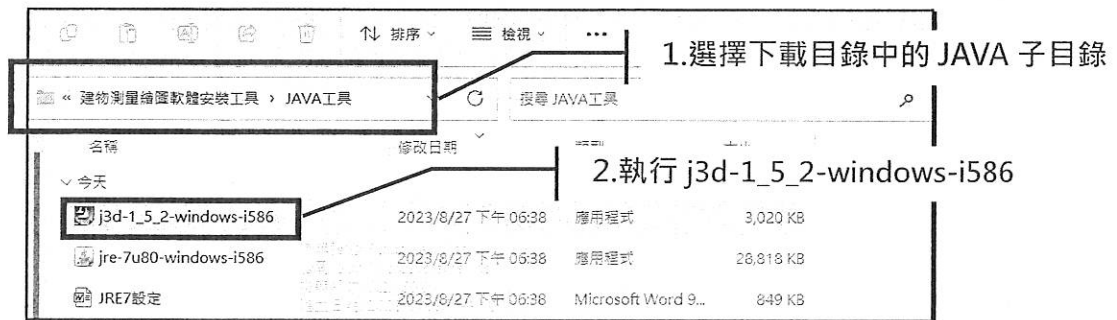 排序
檢視
1.選擇下載目錄中的 JAVA 子目錄
« 建物測量繪圖軟體安裝工具 › JAVA工具
搜尋 JAVA工具
名稱 修改日期
2.執行 j3d-1_5_2-windows-i586
今天
j3d-1_5_2-windows-i586 2023/8/27 下午 06:38 應用程式 3,020 KB
jre-7u80-windows-i586 2023/8/27 下午 06:38 應用程式 28,818 KB
JRE7設定 2023/8/27 下午 06:38 Microsoft Word 9... 849 KB